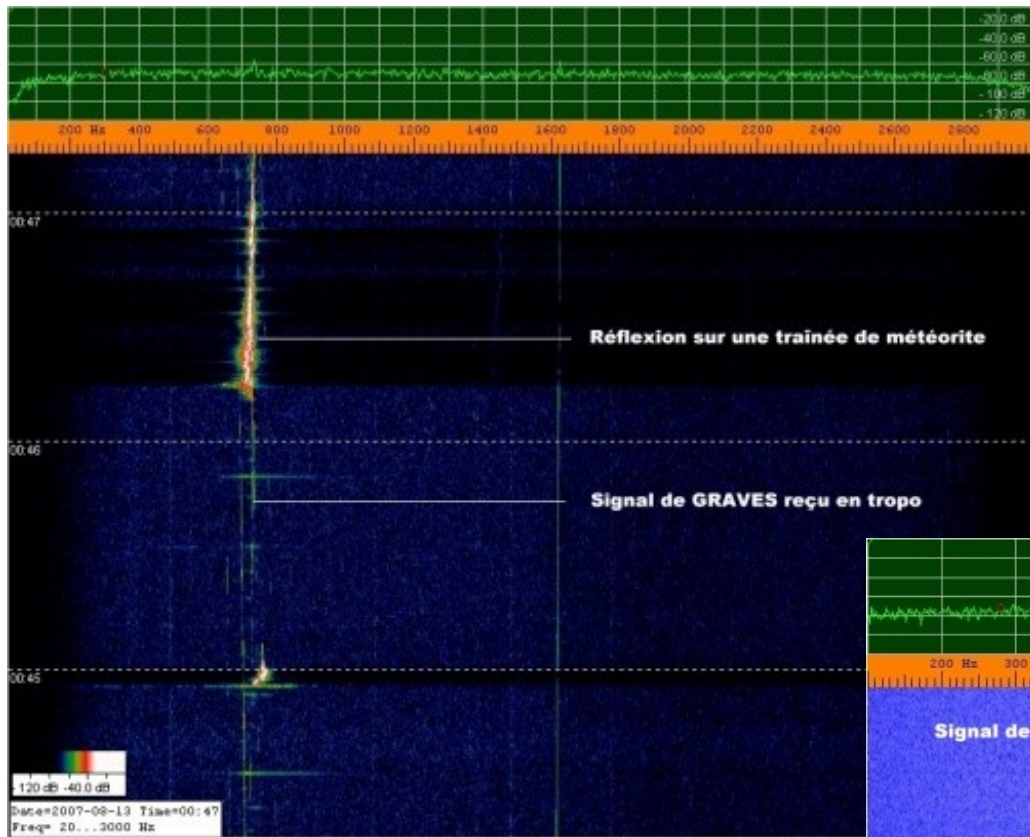 -20.0 dB
-40.0 dB
-60.0 dB
-80.0 dB
-100 dB
-120 dB
200 Hz 400 600 800 1000 1200 1400 1600 1800 2000 2200 2400 2600 2800
00:47
Réflexion sur une traînée de météorite
00:46
Signal de GRAVES reçu en tropo
200 Hz 300
00:45
Signal de
-120 dB -40.0 dB
Date=2007-08-13 Time=00:47
Freq= 20...3000 Hz